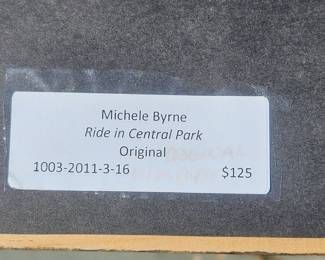 Michele Byrne
Ride in Central Park
Original
1003-2011-3-16 $125